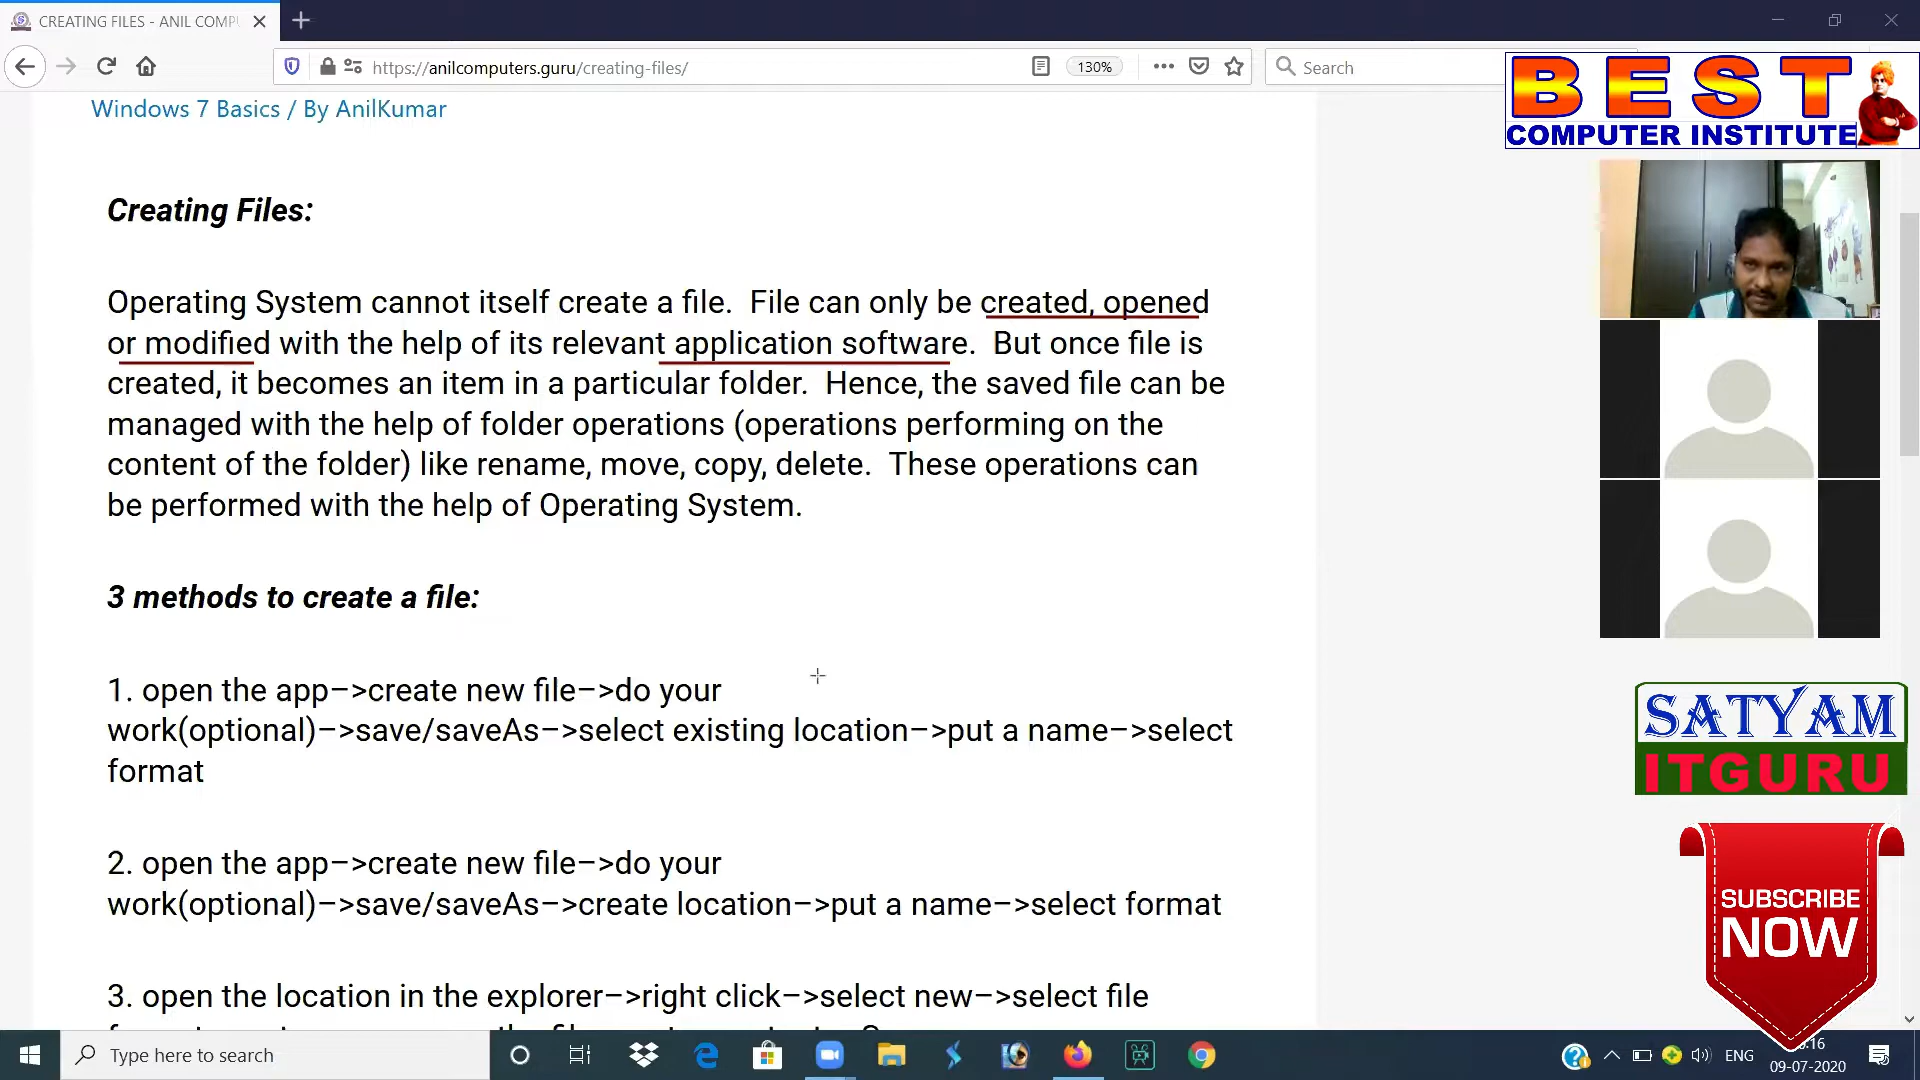 CREATING FILES - ANIL COMPU
https://anilcomputers.guru/creating-files/
130%
Search
BEST
COMPUTER INSTITUTE
Windows 7 Basics / By AnilKumar
Creating Files:
Operating System cannot itself create a file. File can only be created, opened
or modified with the help of its relevant application software. But once file is
created, it becomes an item in a particular folder. Hence, the saved file can be
managed with the help of folder operations (operations performing on the
content of the folder) like rename, move, copy, delete. These operations can
be performed with the help of Operating System.
3 methods to create a file:
1. open the app–>create new file–>do your
work(optional)–>save/saveAs–>select existing location–>put a name–>select
format
2. open the app–>create new file–>do your
work(optional)–>save/saveAs–>create location–>put a name–>select format
3. open the location in the explorer–>right click–>select new–>select file
SATYAM
ITGURU
SUBSCRIBE
NOW
Type here to search
ENG
:16
09-07-2020